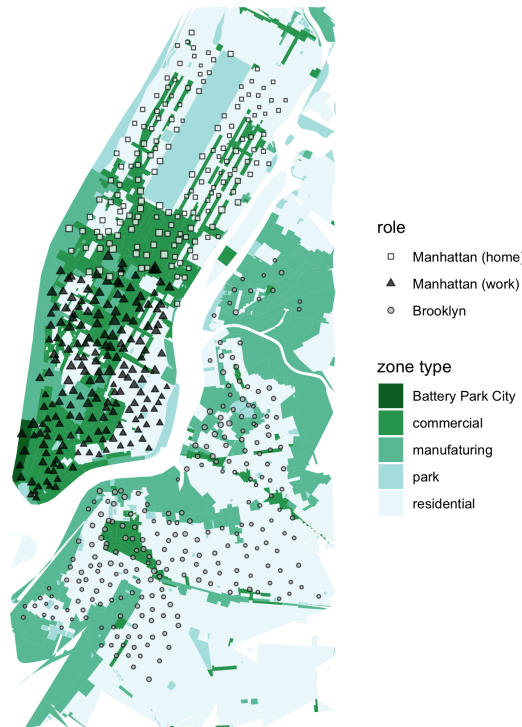 role
Manhattan (home)
Manhattan (work)
Brooklyn
zone type
Battery Park City
commercial
manufaturing
park
residential